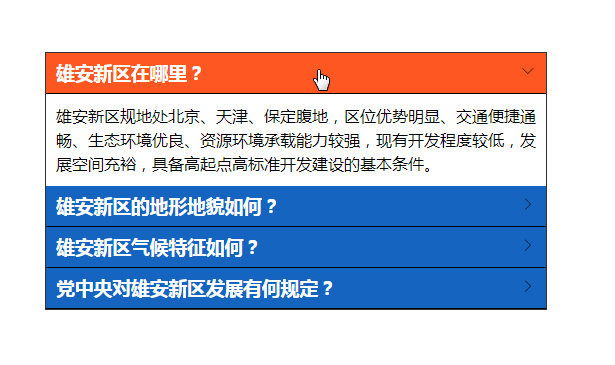 雄安新区在哪里？
雄安新区规地处北京、天津、保定腹地，区位优势明显、交通便捷通
畅、生态环境优良、资源环境承载能力较强，现有开发程度较低，发
展空间充裕，具备高起点高标准开发建设的基本条件。
雄安新区的地形地貌如何？
雄安新区气候特征如何？
党中央对雄安新区发展有何规定？